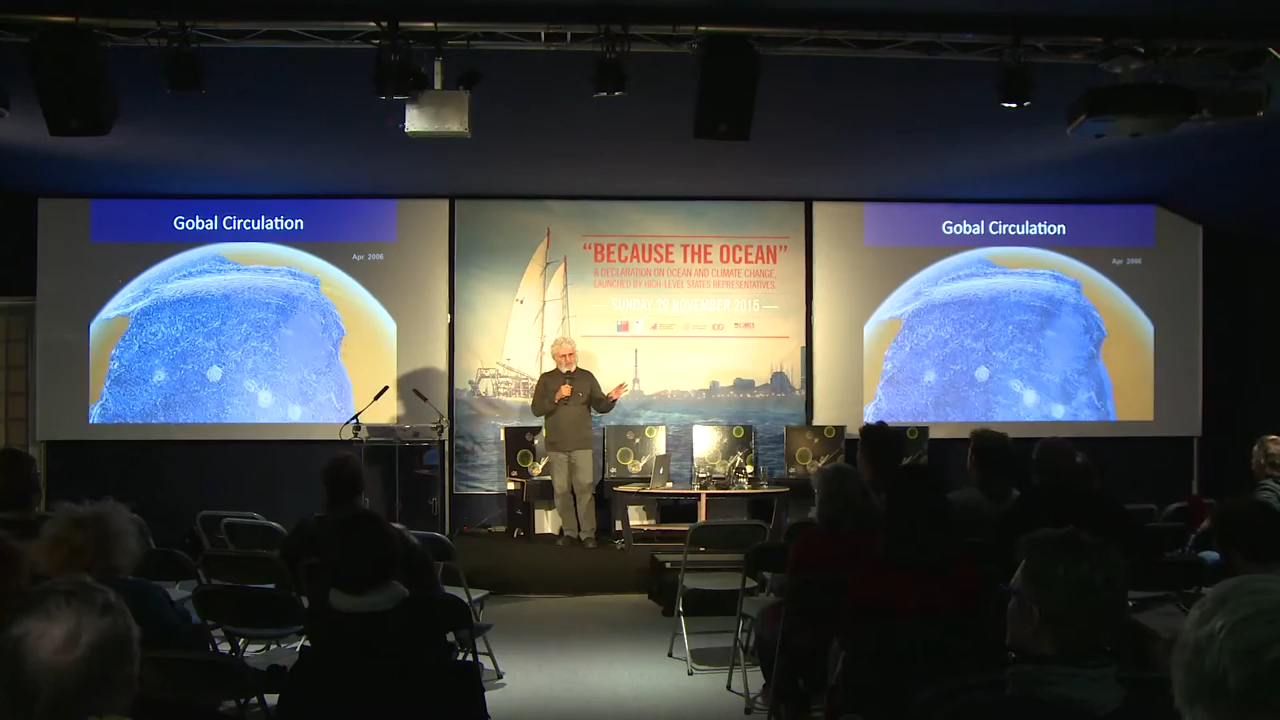 Gobal Circulation
Apr 2006
“BECAUSE THE OCEAN”
A DECLARATION ON OCEAN AND CLIMATE CHANGE,
LAUNCHED BY HIGH-LEVEL STATES REPRESENTATIVES.
— SUNDAY 29 NOVEMBER 2015 —
Gobal Circulation
Apr 2006